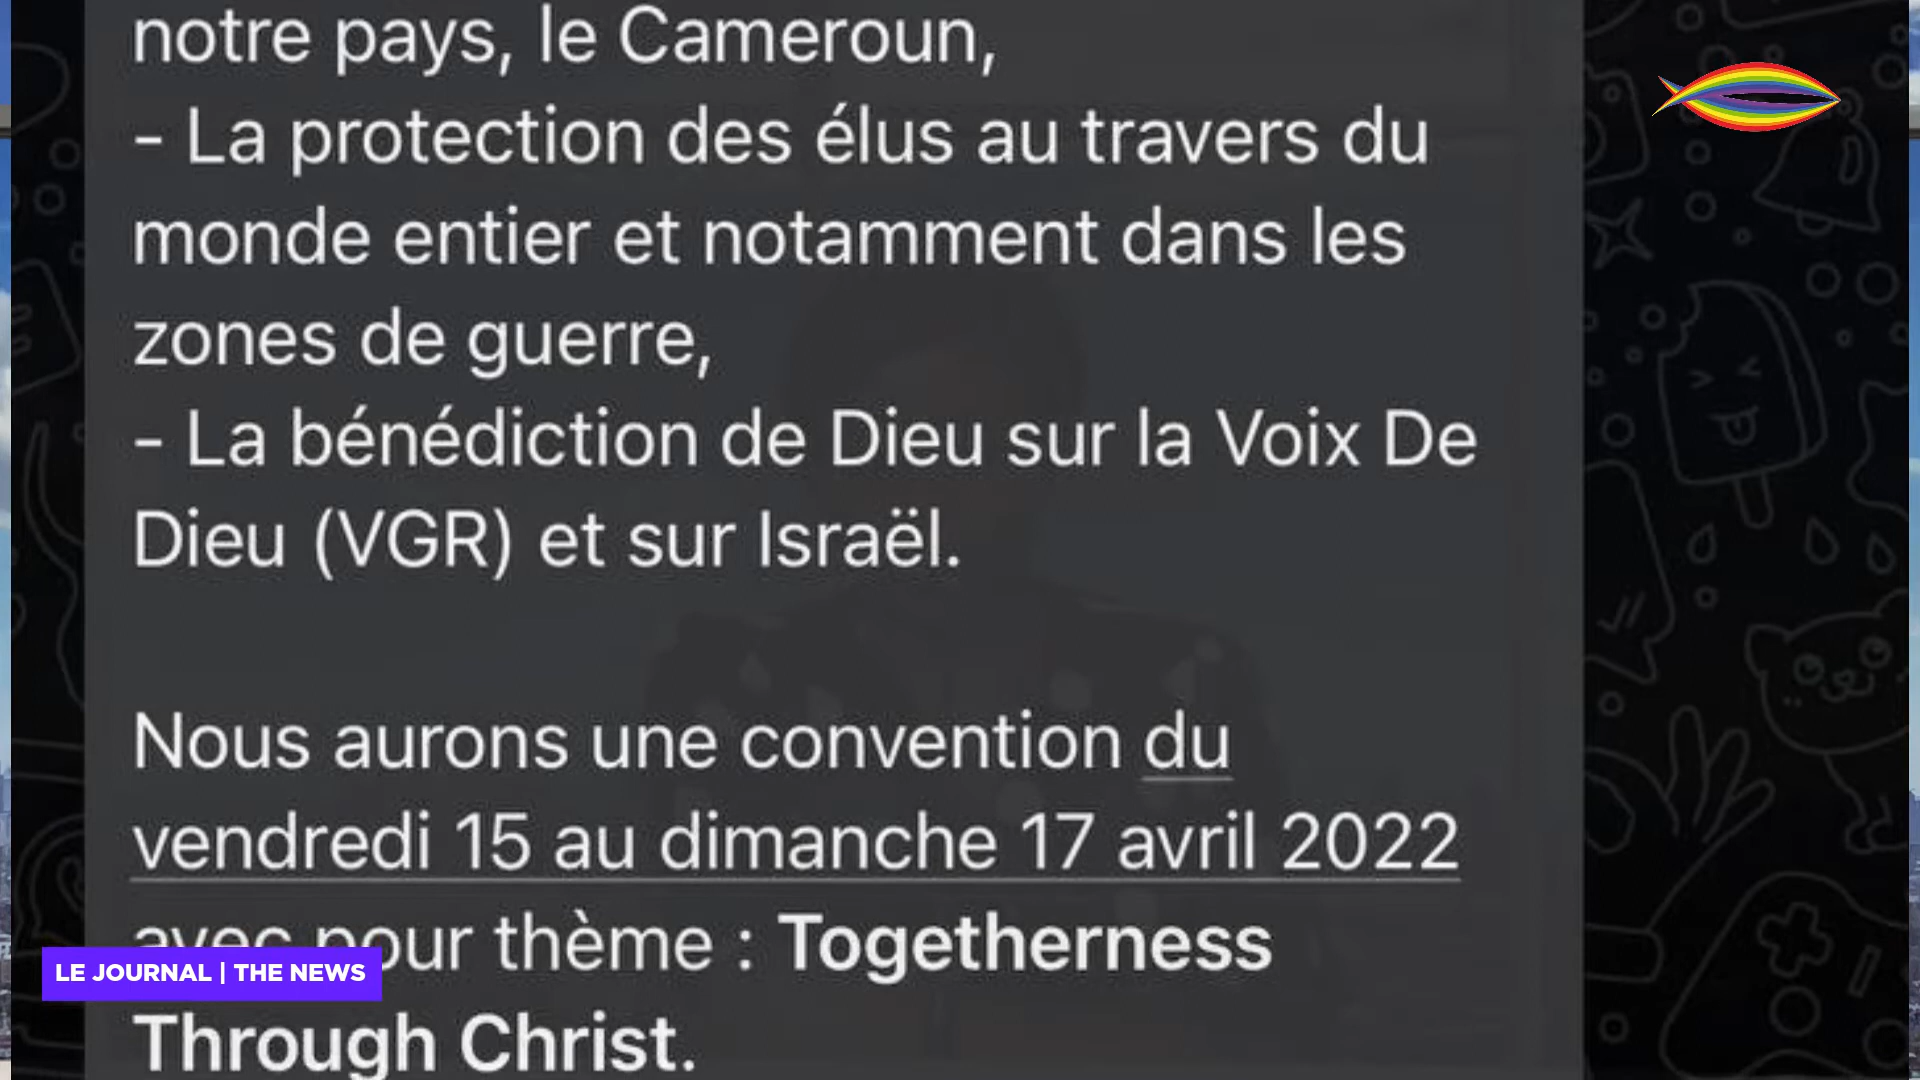 notre pays, le Cameroun,
- La protection des élus au travers du
monde entier et notamment dans les
zones de guerre,
- La bénédiction de Dieu sur la Voix De
Dieu (VGR) et sur Israël.
Nous aurons une convention du
vendredi 15 au dimanche 17 avril 2022
avec pour thème : Togetherness
Through Christ.
LE JOURNAL | THE NEWS